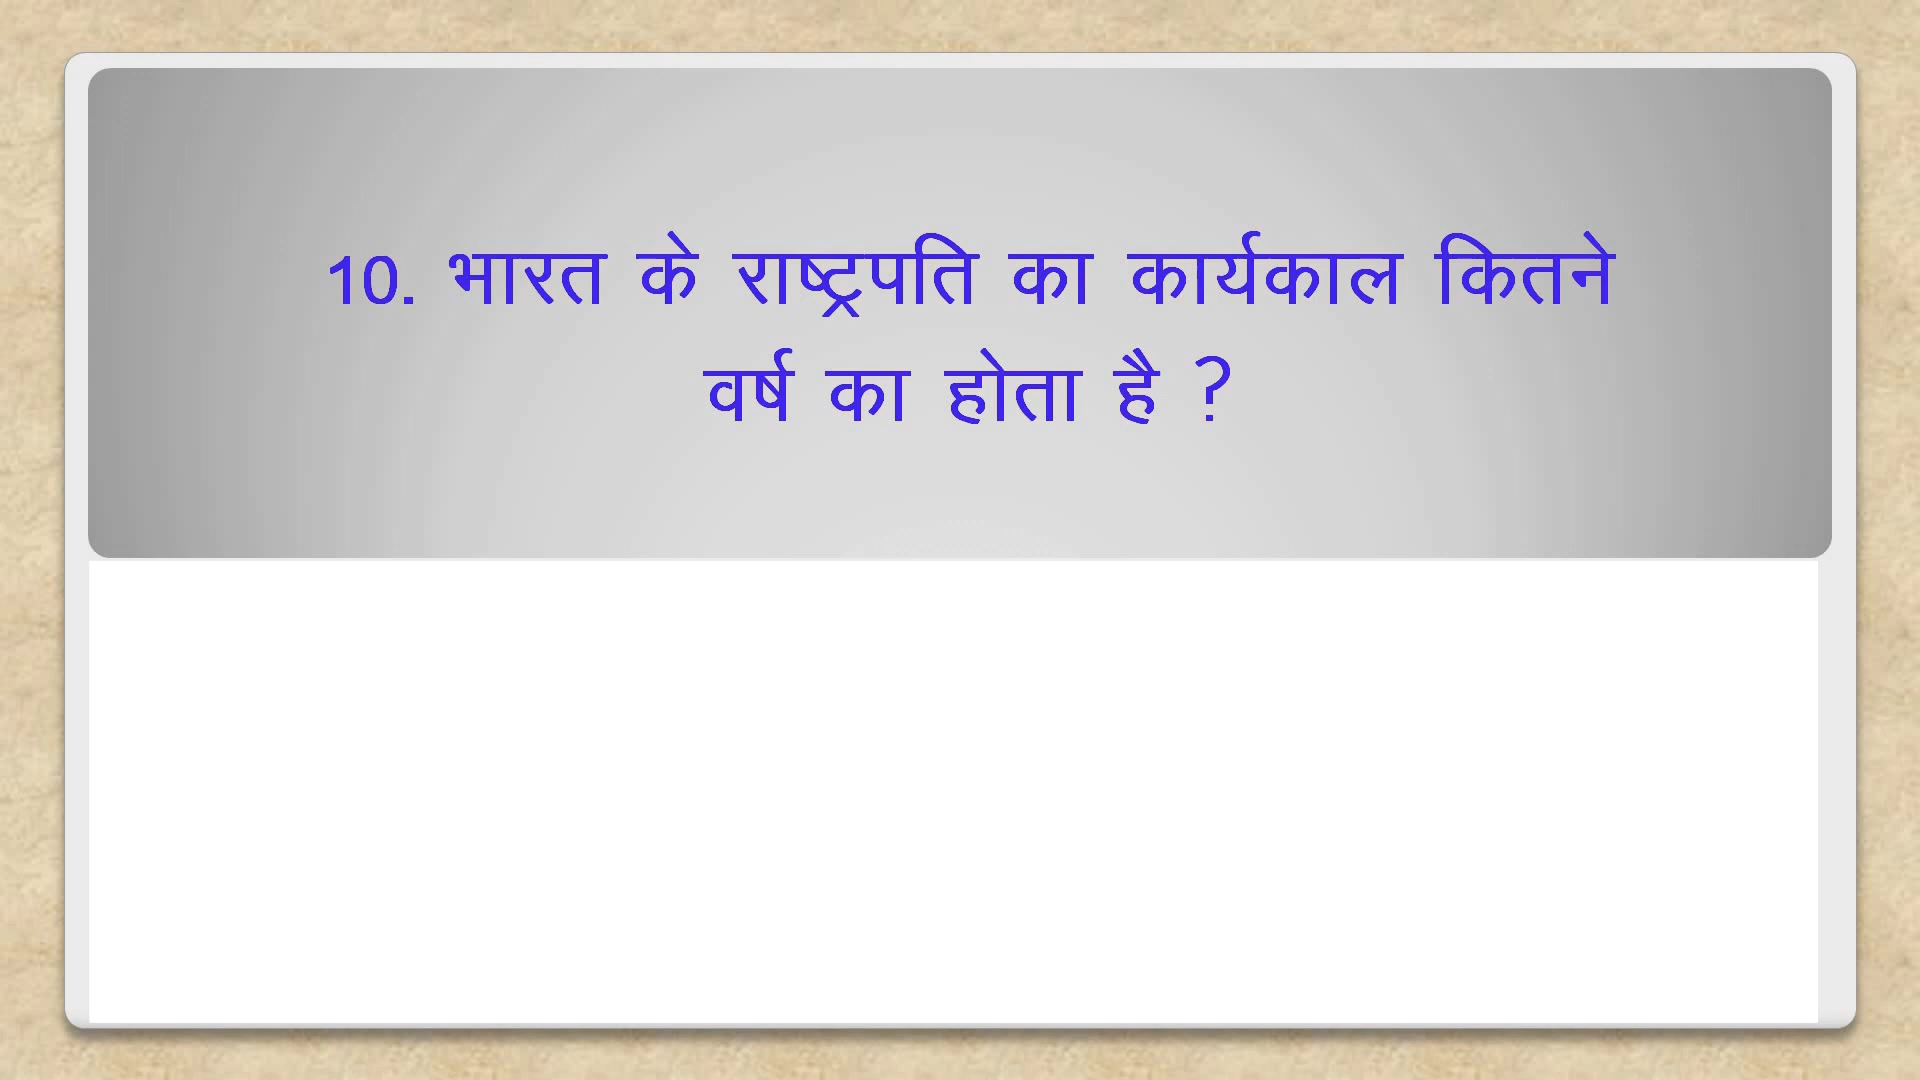 10. भारत के राष्ट्रपति का कार्यकाल कितने
वर्ष का होता है ?